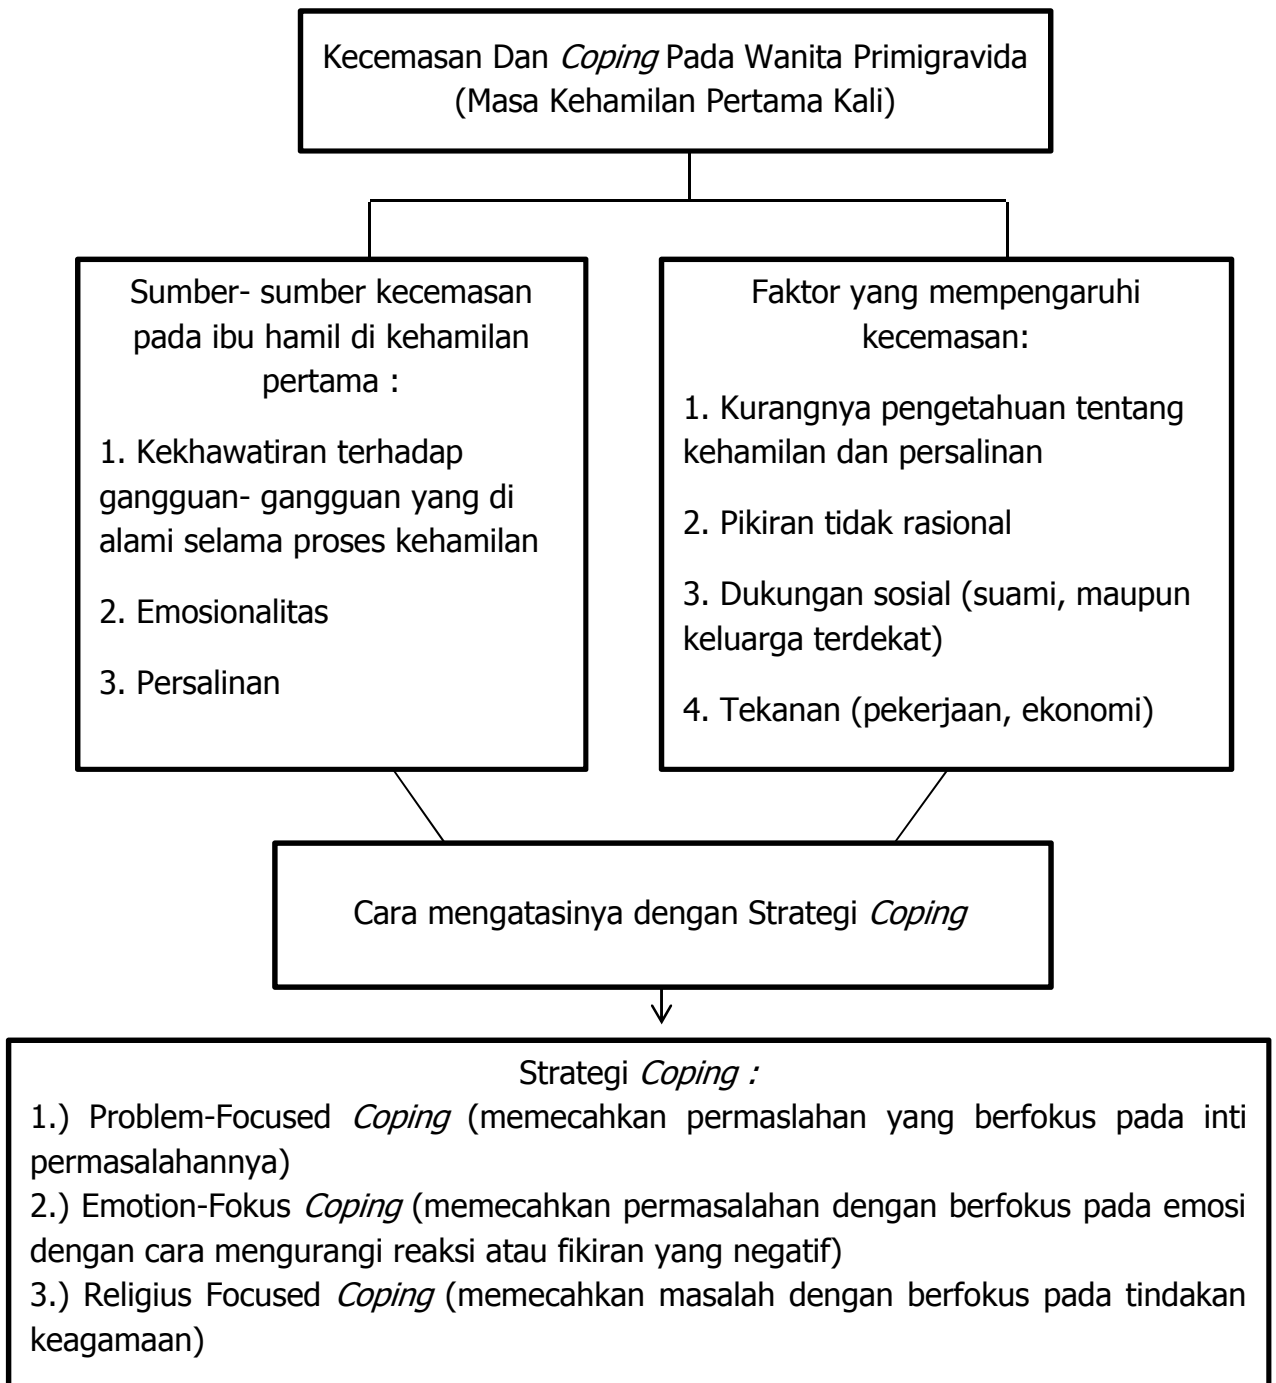 Kecemasan Dan Coping Pada Wanita Primigravida
(Masa Kehamilan Pertama Kali)
Sumber- sumber kecemasan
pada ibu hamil di kehamilan
pertama :
1. Kekhawatiran terhadap
gangguan- gangguan yang di
alami selama proses kehamilan
2. Emosionalitas
3. Persalinan
Faktor yang mempengaruhi
kecemasan:
1. Kurangnya pengetahuan tentang
kehamilan dan persalinan
2. Pikiran tidak rasional
3. Dukungan sosial (suami, maupun
keluarga terdekat)
4. Tekanan (pekerjaan, ekonomi)
Cara mengatasinya dengan Strategi Coping
Strategi Coping :
1.) Problem-Focused Coping (memecahkan permaslahan yang berfokus pada inti
permasalahannya)
2.) Emotion-Fokus Coping (memecahkan permasalahan dengan berfokus pada emosi
dengan cara mengurangi reaksi atau fikiran yang negatif)
3.) Religius Focused Coping (memecahkan masalah dengan berfokus pada tindakan
keagamaan)